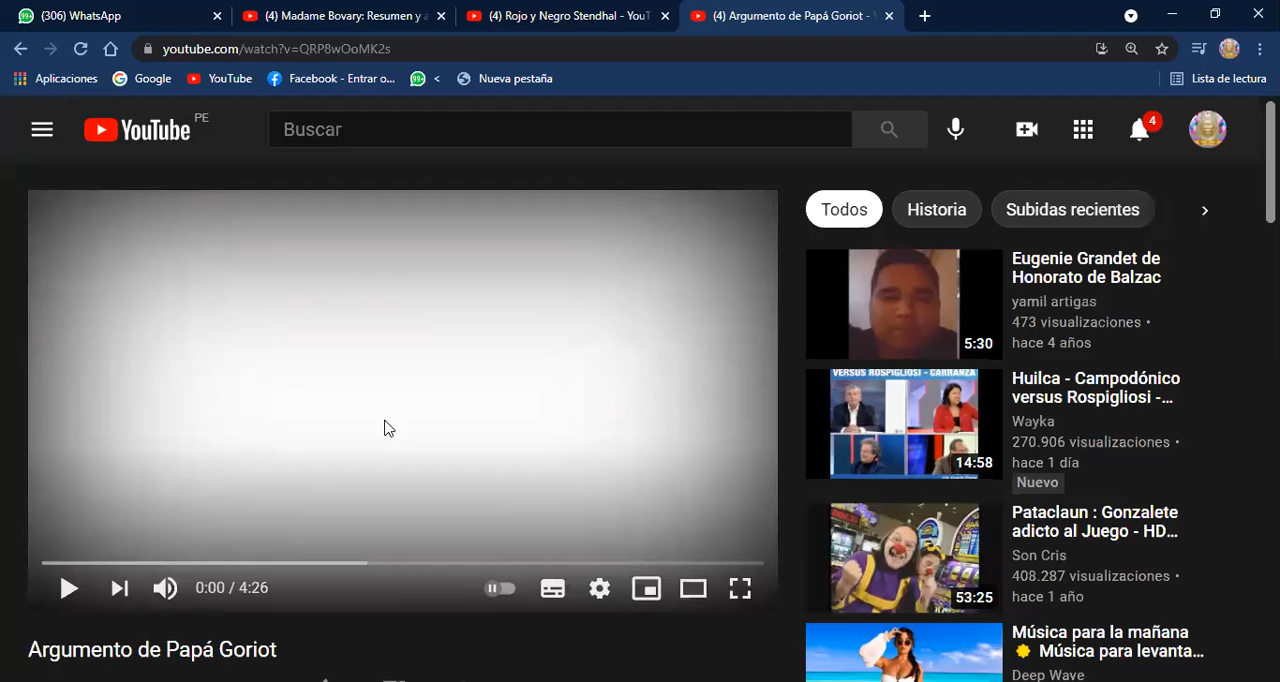 (306) WhatsApp
(4) Madame Bovary: Resumen y a
(4) Rojo y Negro Stendhal - YouT
(4) Argumento de Papá Goriot - Y
youtube.com/watch?v=QRP8wOoMK2s
Aplicaciones
Google
YouTube
Facebook - Entrar o...
99+
<
Nueva pestaña
Lista de lectura
YouTube PE
Buscar
4
Todos
Historia
Subidas recientes
Eugenie Grandet de
Honorato de Balzac
yamil artigas
473 visualizaciones •
hace 4 años
5:30
VERSUS ROSPIGLIOSI - CARRANZA
14:58
Huilca - Campodónico
versus Rospigliosi -...
Wayka
270.906 visualizaciones •
hace 1 día
Nuevo
53:25
Pataclaun : Gonzalete
adicto al Juego - HD...
Son Cris
408.287 visualizaciones •
hace 1 año
Música para la mañana
Música para levanta...
Deep Wave
0:00 / 4:26
Argumento de Papá Goriot